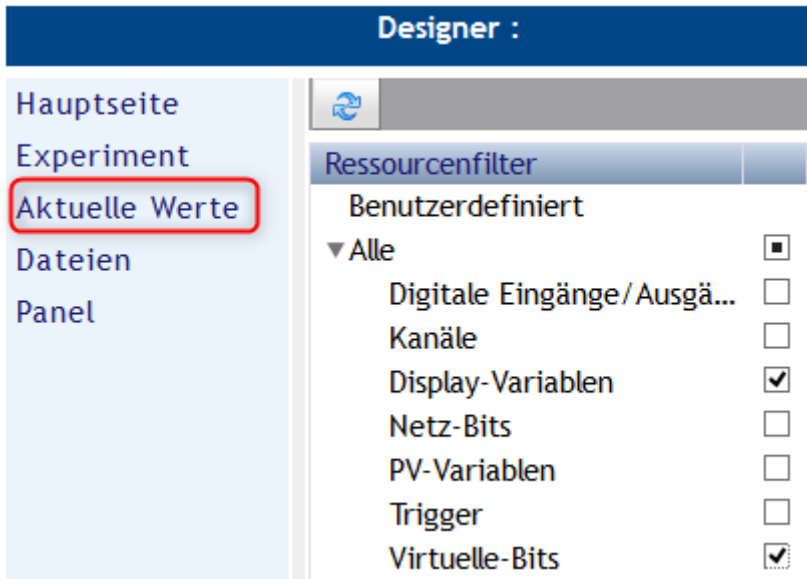 Designer :
Hauptseite
Experiment
Aktuelle Werte
Dateien
Panel
Ressourcenfilter
Benutzerdefiniert
Alle
Digitale Eingänge/Ausgä...
Kanäle
Display-Variablen
Netz-Bits
PV-Variablen
Trigger
Virtuelle-Bits